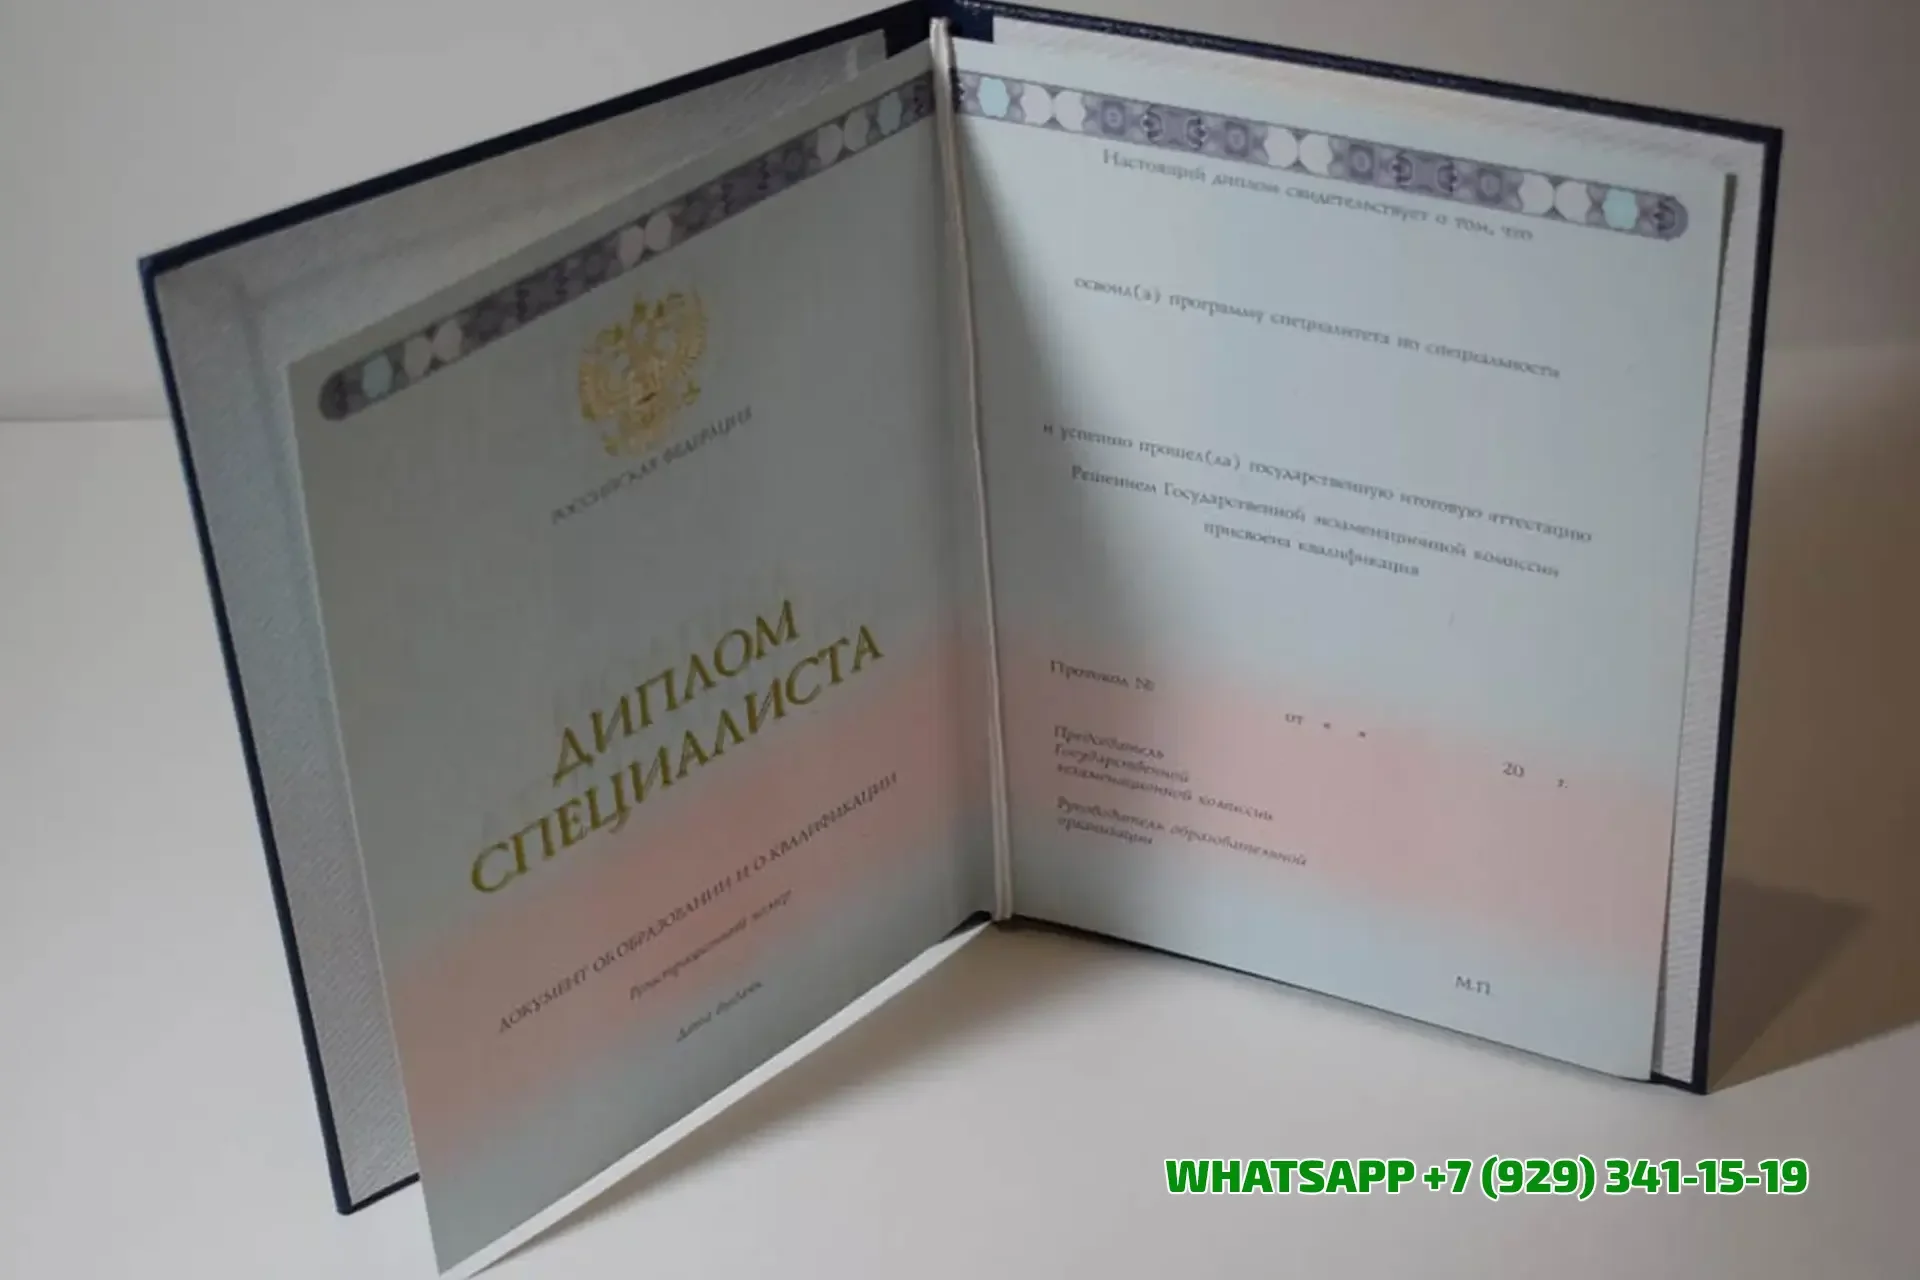 РОССИЙСКАЯ ФЕДЕРАЦИЯ
ДИПЛОМ
СПЕЦИАЛИСТА
ДОКУМЕНТ ОБ ОБРАЗОВАНИИ И О КВАЛИФИКАЦИИ
Регистрационный номер
Дата выдачи
Настоящий диплом свидетельствует о том, что
освоил(а) программу специалитета по специальности
и успешно прошел(ла) государственную итоговую аттестацию
Решением Государственной экзаменационной комиссии
присвоена квалификация
Протокол №
от « »
20 г.
Председатель
Государственной
экзаменационной комиссии
Руководитель образовательной
организации
М.П.
WHATSAPP +7 (929) 341-15-19